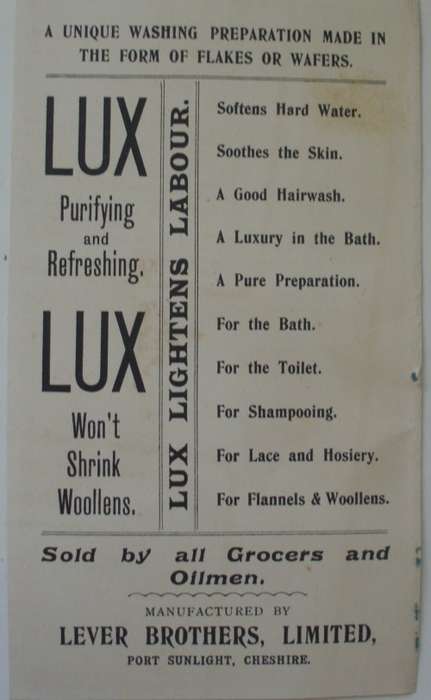 A UNIQUE WASHING PREPARATION MADE IN
THE FORM OF FLAKES OR WAFERS.
LUX
Purifying
and
Refreshing.
LUX
Won't
Shrink
Woollens.
LUX LIGHTENS LABOUR.
Softens Hard Water.
Soothes the Skin.
A Good Hairwash.
A Luxury in the Bath.
A Pure Preparation.
For the Bath.
For the Toilet.
For Shampooing.
For Lace and Hosiery.
For Flannels & Woollens.
Sold by all Grocers and
Oilmen.
MANUFACTURED BY
LEVER BROTHERS, LIMITED,
PORT SUNLIGHT, CHESHIRE.